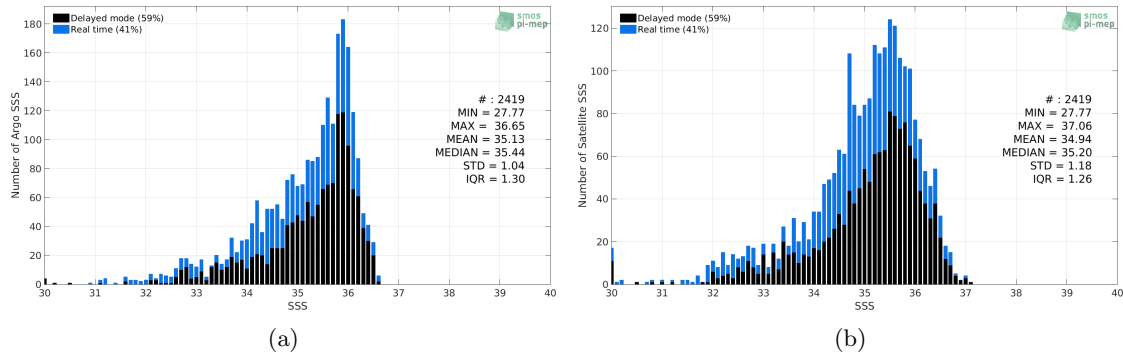 Delayed mode (59%)
Real time (41%)
smos
pi-mep
180
160
140
120
100
80
60
40
20
0
Number of Argo SSS
# : 2419
MIN = 27.77
MAX = 36.65
MEAN = 35.13
MEDIAN = 35.44
STD = 1.04
IQR = 1.30
30 31 32 33 34 35 36 37 38 39 40
SSS
(a)
Delayed mode (59%)
Real time (41%)
smos
pi-mep
120
100
80
60
40
20
0
Number of Satellite SSS
# : 2419
MIN = 27.77
MAX = 37.06
MEAN = 34.94
MEDIAN = 35.20
STD = 1.18
IQR = 1.26
30 31 32 33 34 35 36 37 38 39 40
SSS
(b)